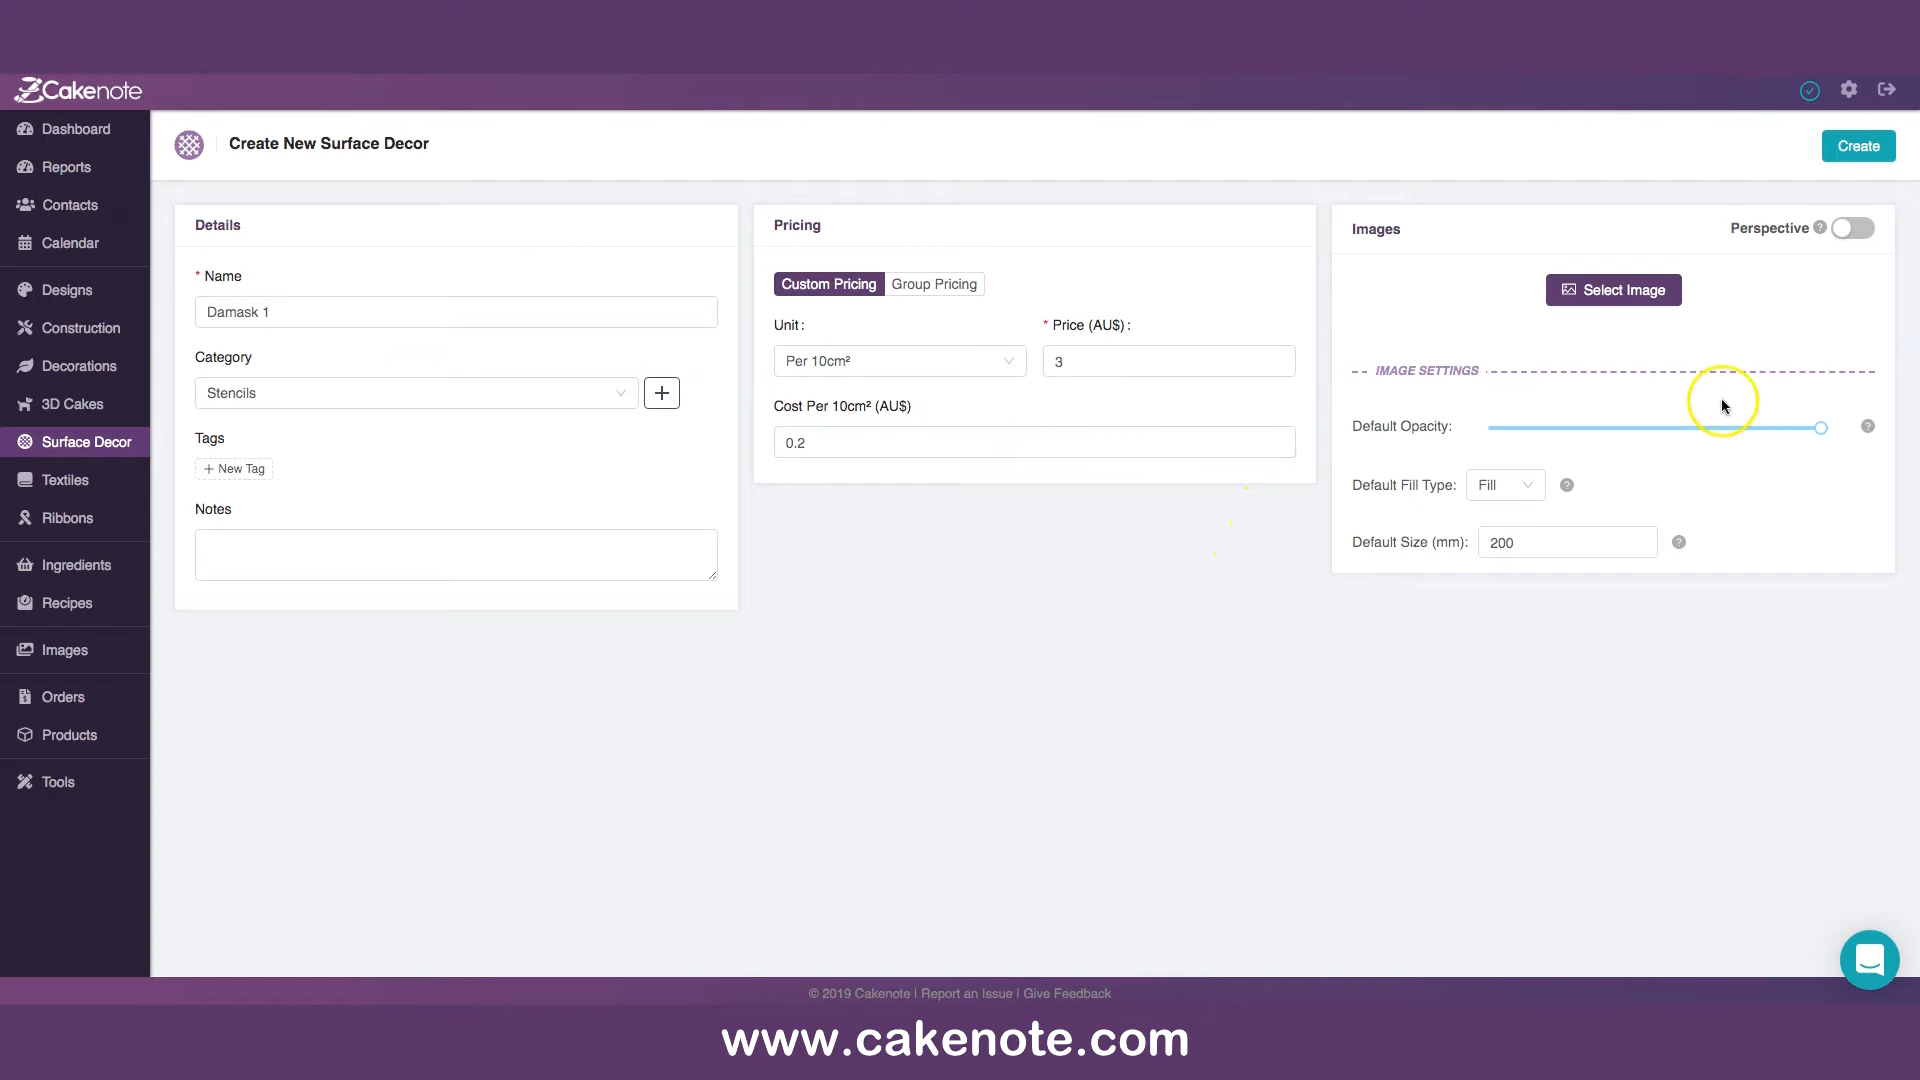 Cakenote
Dashboard
Reports
Contacts
Calendar
Designs
Construction
Decorations
3D Cakes
Surface Decor
Textiles
Ribbons
Ingredients
Recipes
Images
Orders
Products
Tools
Create New Surface Decor
Create
Details
* Name
Damask 1
Category
Stencils
Tags
+ New Tag
Notes
Pricing
Custom Pricing Group Pricing
Unit :
* Price (AU$) :
Per 10cm²
3
Cost Per 10cm² (AU$)
0.2
Images
Perspective ?
Select Image
IMAGE SETTINGS
Default Opacity: ?
Default Fill Type: Fill ?
Default Size (mm): 200 ?
© 2019 Cakenote | Report an Issue | Give Feedback
www.cakenote.com